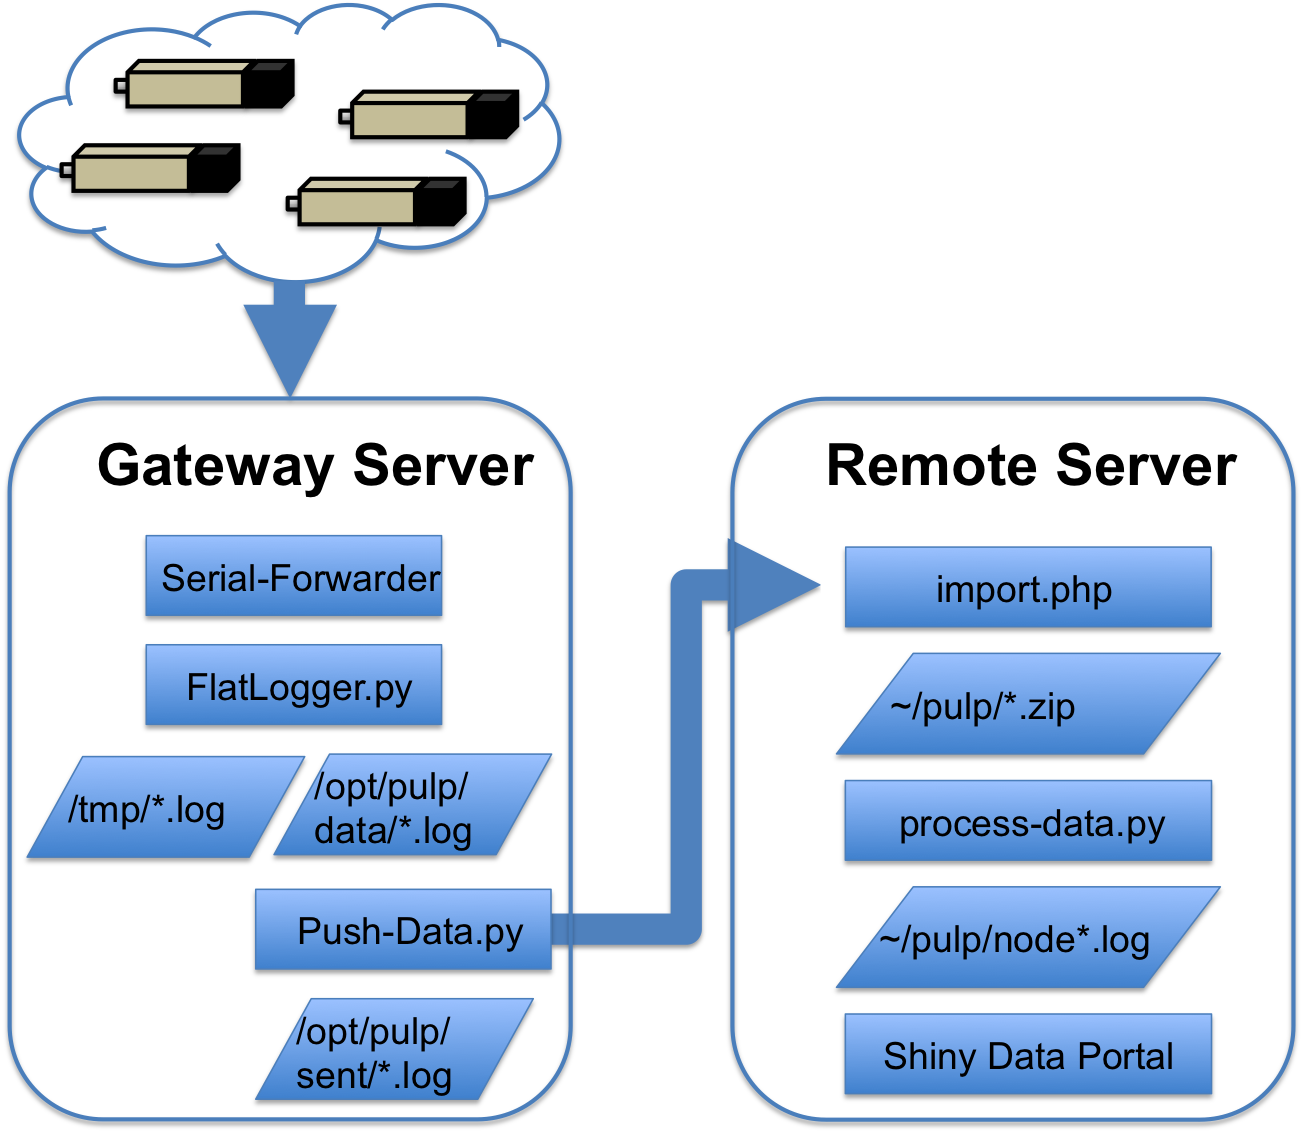 Gateway Server
Serial-Forwarder
FlatLogger.py
/tmp/*.log
/opt/pulp/
data/*.log
Push-Data.py
/opt/pulp/
sent/*.log
Remote Server
import.php
~/pulp/*.zip
process-data.py
~/pulp/node*.log
Shiny Data Portal